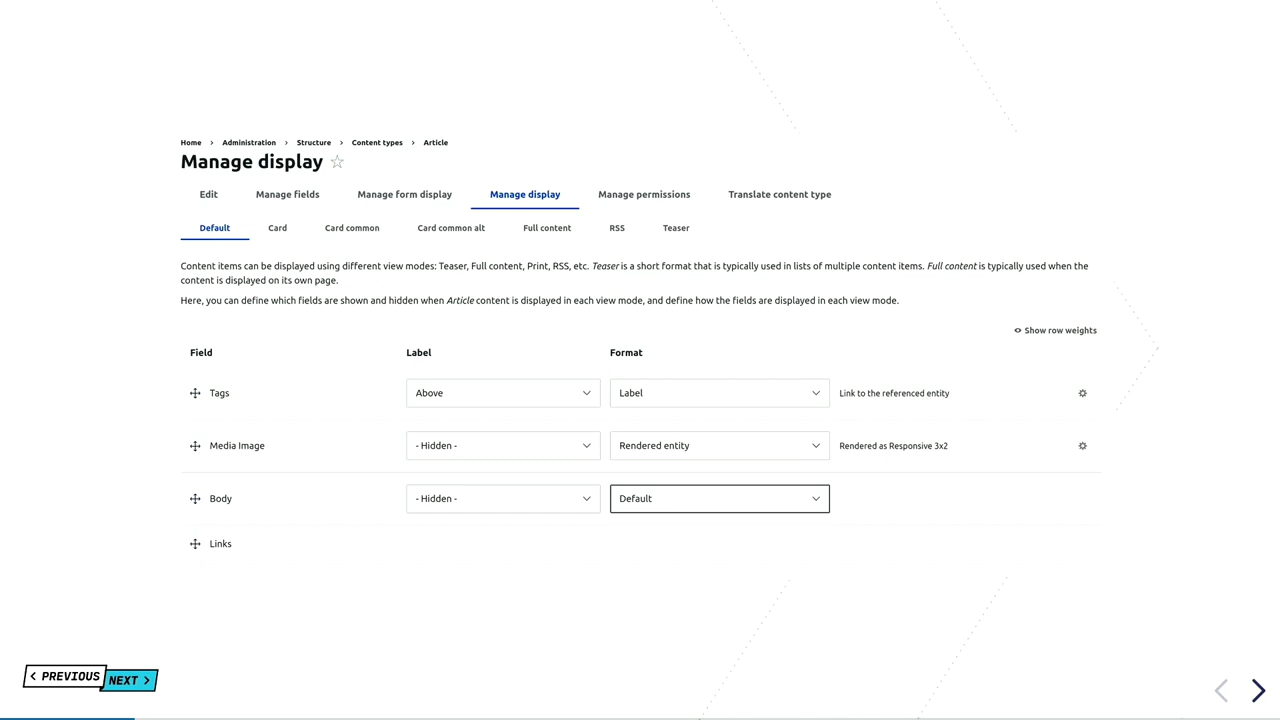 Home > Administration > Structure > Content types > Article
Manage display
Edit Manage fields Manage form display Manage display Manage permissions Translate content type
Default Card Card common Card common alt Full content RSS Teaser
Content items can be displayed using different view modes: Teaser, Full content, Print, RSS, etc. Teaser is a short format that is typically used in lists of multiple content items. Full content is typically used when the
content is displayed on its own page.
Here, you can define which fields are shown and hidden when Article content is displayed in each view mode, and define how the fields are displayed in each view mode.
Show row weights
Field Label Format
Tags Above Label Link to the referenced entity
Media Image - Hidden - Rendered entity Rendered as Responsive 3x2
Body - Hidden - Default
Links
< PREVIOUS NEXT >